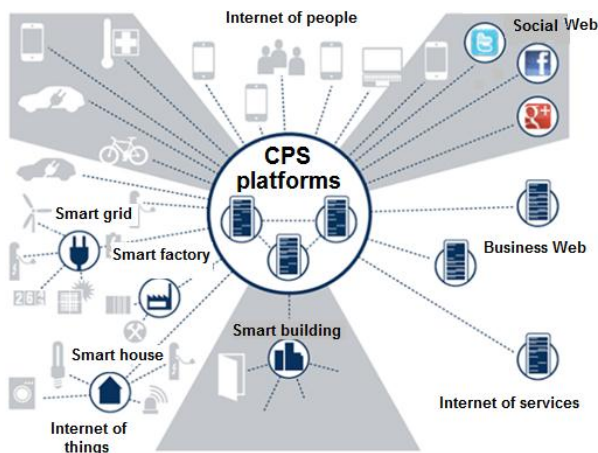 Internet of people
Social Web
CPS
platforms
Smart grid
Smart factory
Business Web
Smart building
Smart house
Internet of services
Internet of
things